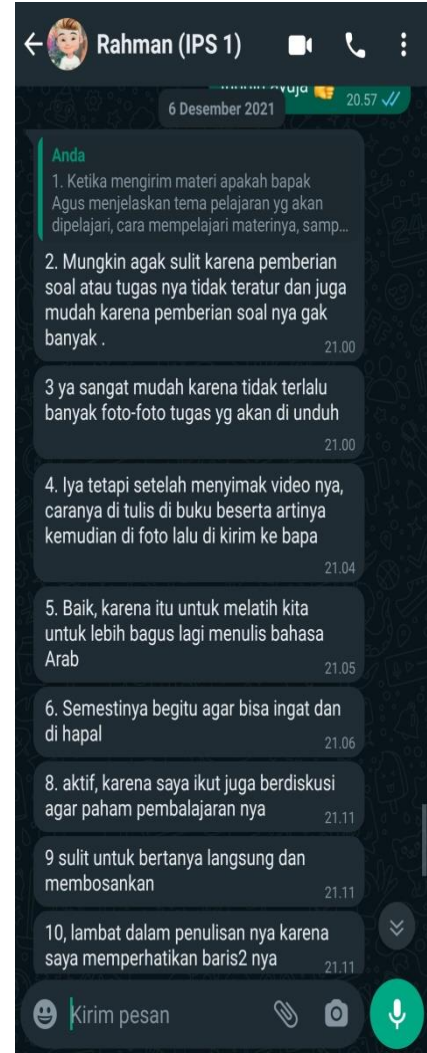 Rahman (IPS 1)
20.57
6 Desember 2021
Anda
1. Ketika mengirim materi apakah bapak
Agus menjelaskan tema pelajaran yg akan
dipelajari, cara mempelajari materinya, samp...
2. Mungkin agak sulit karena pemberian
soal atau tugas nya tidak teratur dan juga
mudah karena pemberian soal nya gak
banyak .
21.00
3 ya sangat mudah karena tidak terlalu
banyak foto-foto tugas yg akan di unduh
21.00
4. Iya tetapi setelah menyimak video nya,
caranya di tulis di buku beserta artinya
kemudian di foto lalu di kirim ke bapa
21.04
5. Baik, karena itu untuk melatih kita
untuk lebih bagus lagi menulis bahasa
Arab
21.05
6. Semestinya begitu agar bisa ingat dan
di hapal
21.06
8. aktif, karena saya ikut juga berdiskusi
agar paham pembalajaran nya
21.11
9 sulit untuk bertanya langsung dan
membosankan
21.11
10, lambat dalam penulisan nya karena
saya memperhatikan baris2 nya
21.11
Kirim pesan